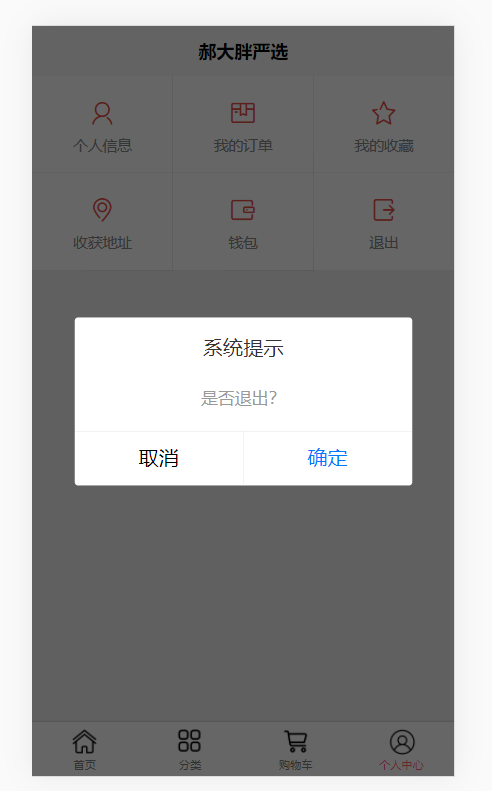 郝大胖严选
个人信息 我的订单 我的收藏
收获地址 钱包 退出
系统提示
是否退出?
取消 确定
首页 分类 购物车 个人中心